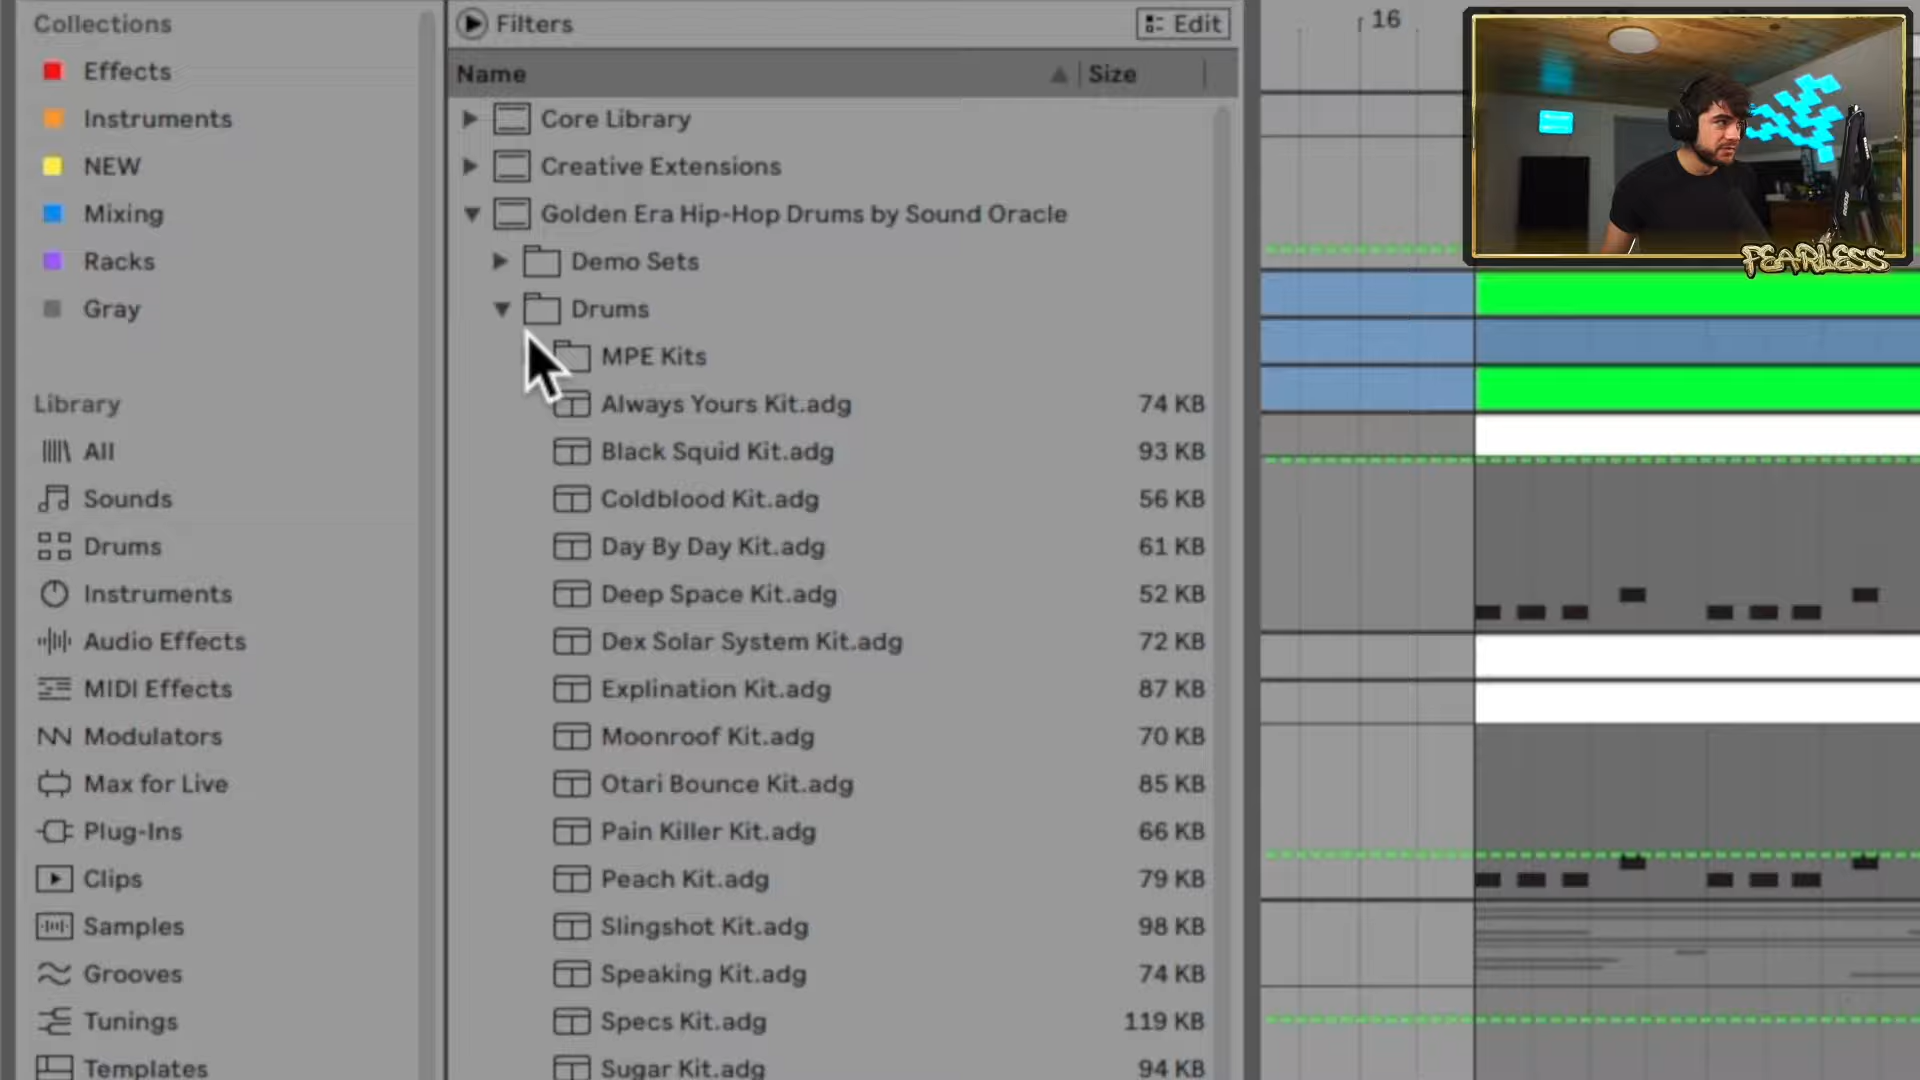 Collections
Effects
Instruments
NEW
Mixing
Racks
Gray
Library
All
Sounds
Drums
Instruments
Audio Effects
MIDI Effects
Modulators
Max for Live
Plug-Ins
Clips
Samples
Grooves
Tunings
Templates
Filters
Edit
Name
Size
Core Library
Creative Extensions
Golden Era Hip-Hop Drums by Sound Oracle
Demo Sets
Drums
MPE Kits
Always Yours Kit.adg 74 KB
Black Squid Kit.adg 93 KB
Coldblood Kit.adg 56 KB
Day By Day Kit.adg 61 KB
Deep Space Kit.adg 52 KB
Dex Solar System Kit.adg 72 KB
Explination Kit.adg 87 KB
Moonroof Kit.adg 70 KB
Otari Bounce Kit.adg 85 KB
Pain Killer Kit.adg 66 KB
Peach Kit.adg 79 KB
Slingshot Kit.adg 98 KB
Speaking Kit.adg 74 KB
Specs Kit.adg 119 KB
Sugar Kit.adg 94 KB
16
FEARLESS